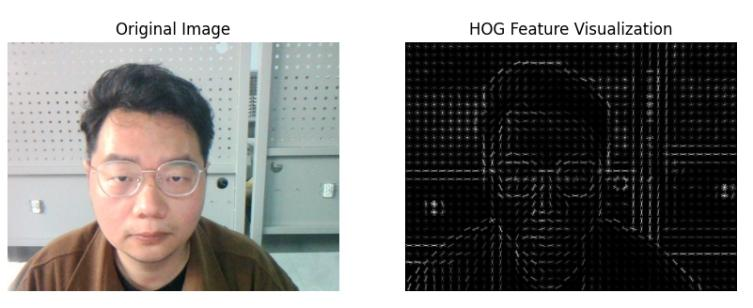 Original Image
HOG Feature Visualization